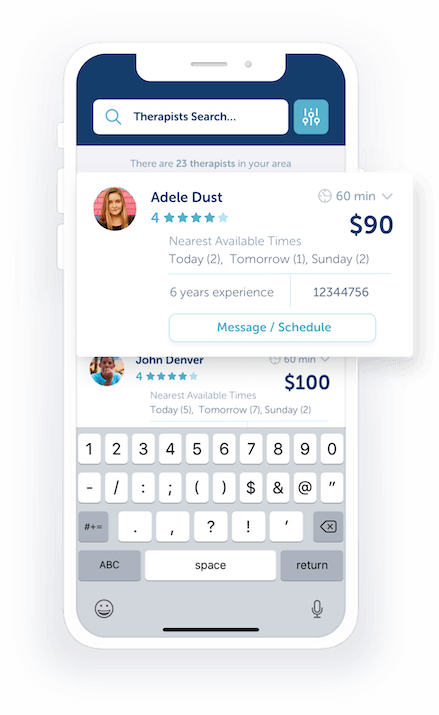 Therapists Search...
There are 23 therapists in your area
Adele Dust
60 min
4
$90
Nearest Available Times
Today (2), Tomorrow (1), Sunday (2)
6 years experience
12344756
Message / Schedule
John Denver
60 min
4
$100
Nearest Available Times
Today (5), Tomorrow (7), Sunday (2)
1 2 3 4 5 6 7 8 9 0
- / : ; ( ) $ & @ "
#+= . , ? ! '
ABC space return